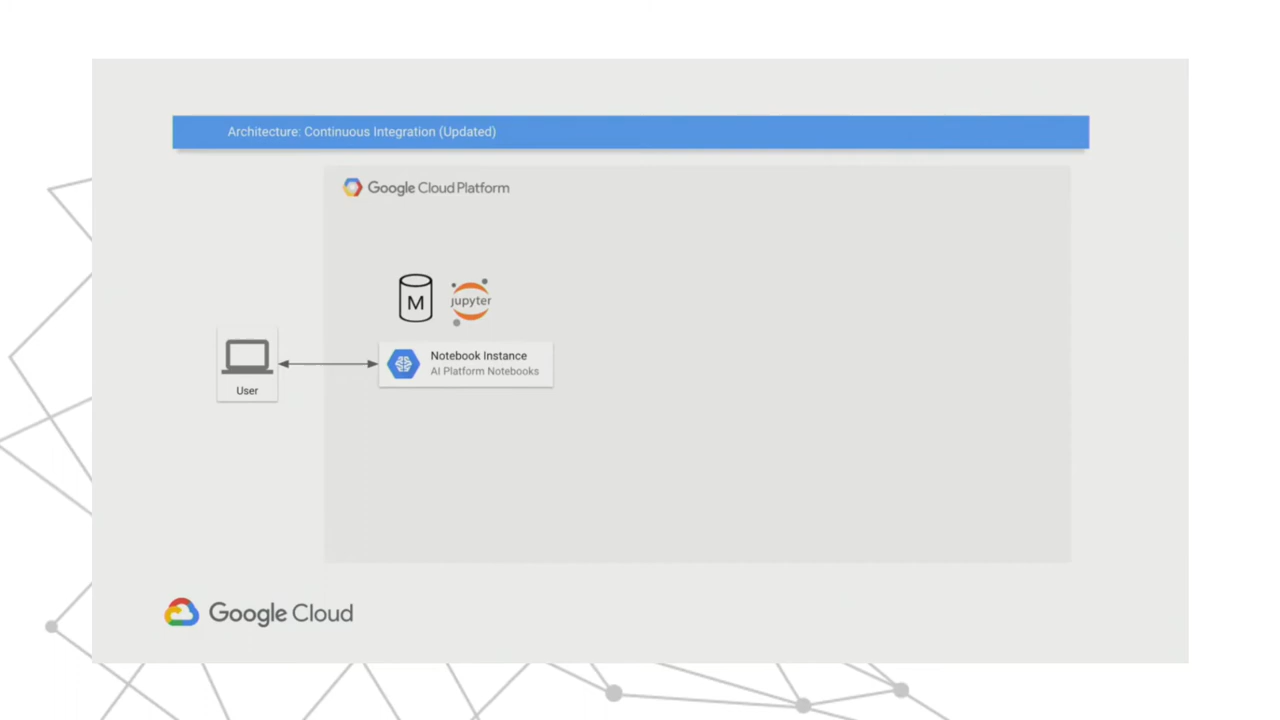 Architecture: Continuous Integration (Updated)
Google Cloud Platform
M
jupyter
Notebook Instance
AI Platform Notebooks
User
Google Cloud